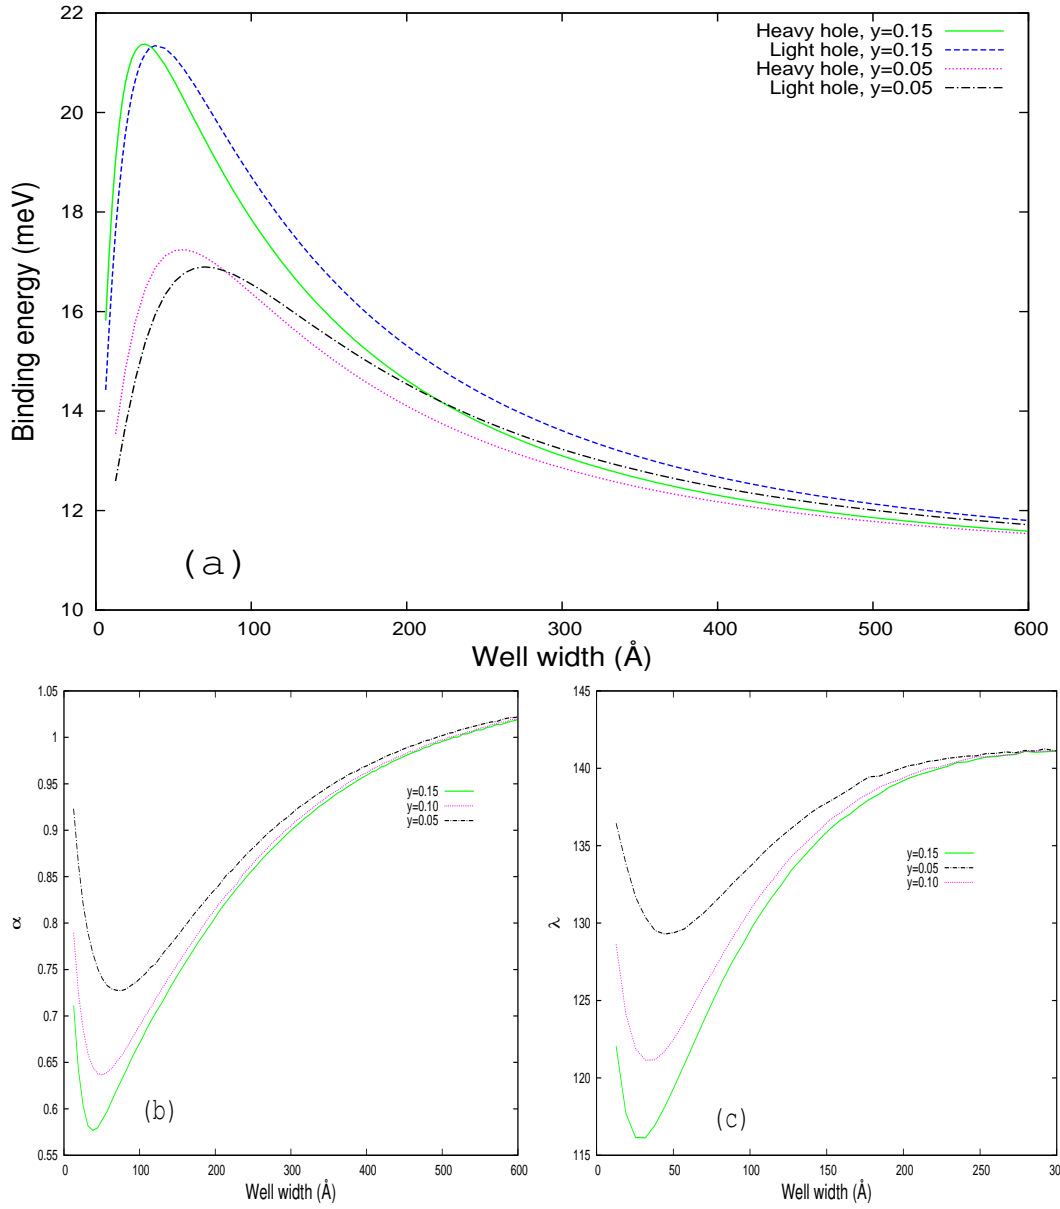 22
20
18
16
14
12
10
Binding energy (meV)
Heavy hole, y=0.15
Light hole, y=0.15
Heavy hole, y=0.05
Light hole, y=0.05
(a)
0 100 200 300 400 500 600
Well width (Å)
1.05
1
0.95
0.9
0.85
0.8
0.75
0.7
0.65
0.6
0.55
α
y=0.15
y=0.10
y=0.05
(b)
0 100 200 300 400 500 600
Well width (Å)
145
140
135
130
125
120
115
λ
y=0.15
y=0.05
y=0.10
(c)
0 50 100 150 200 250 30
Well width (Å)